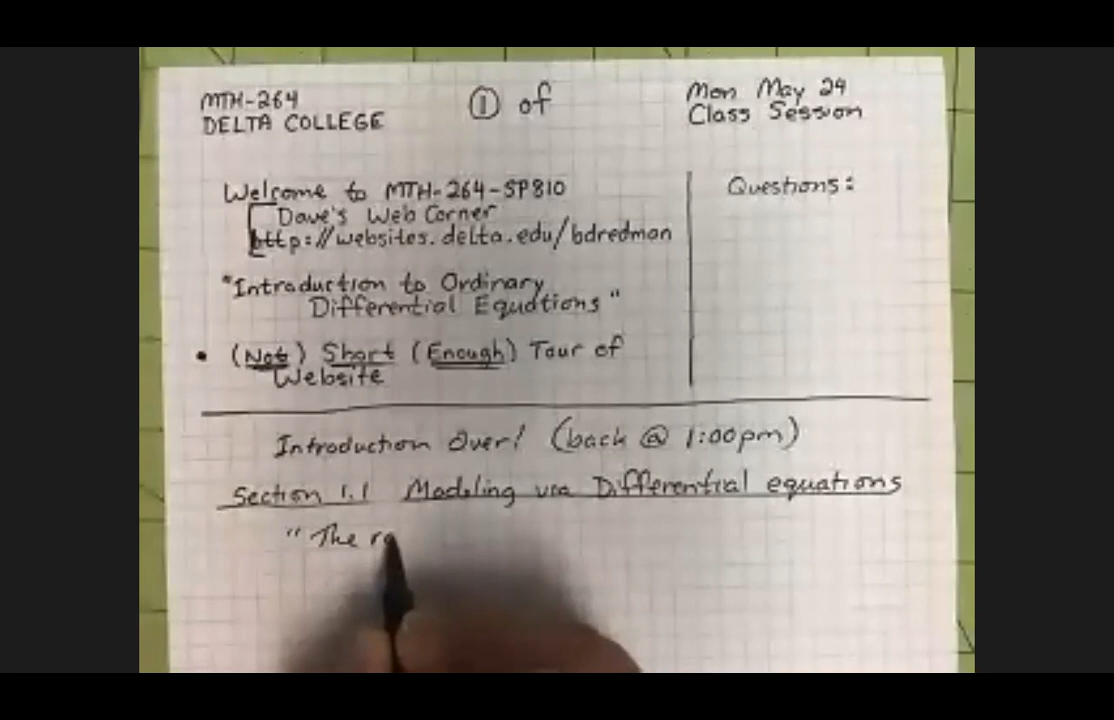 MTH-264
DELTA COLLEGE
① of
Mon May 24
Class Session
Welcome to MTH-264-SP810
Dave's Web Corner
http://websites.delta.edu/bdredman
"Introduction to Ordinary
Differential Equations"
• (Not) Short (Enough) Tour of
Website
Questions:
Introduction Over! (back @ 1:00pm)
Section 1.1 Modeling via Differential equations
"The ra